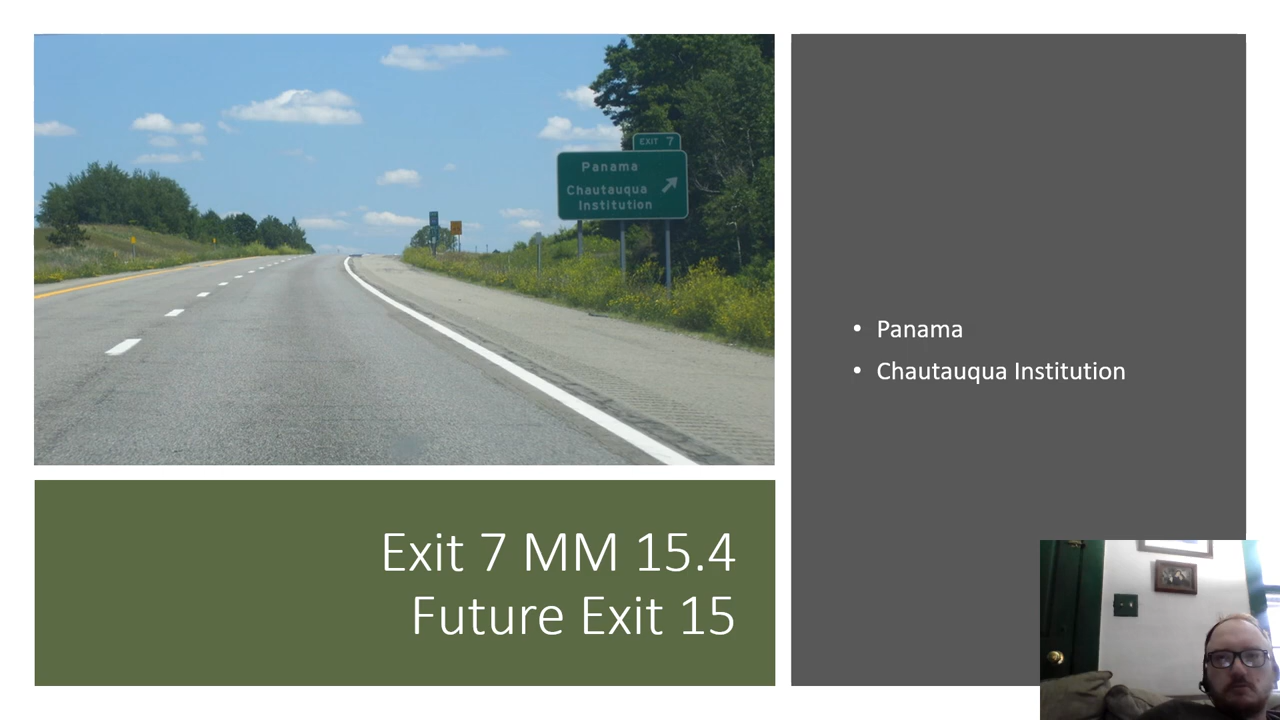 EXIT 7
Panama
Chautauqua
Institution
Exit 7 MM 15.4
Future Exit 15
• Panama
• Chautauqua Institution